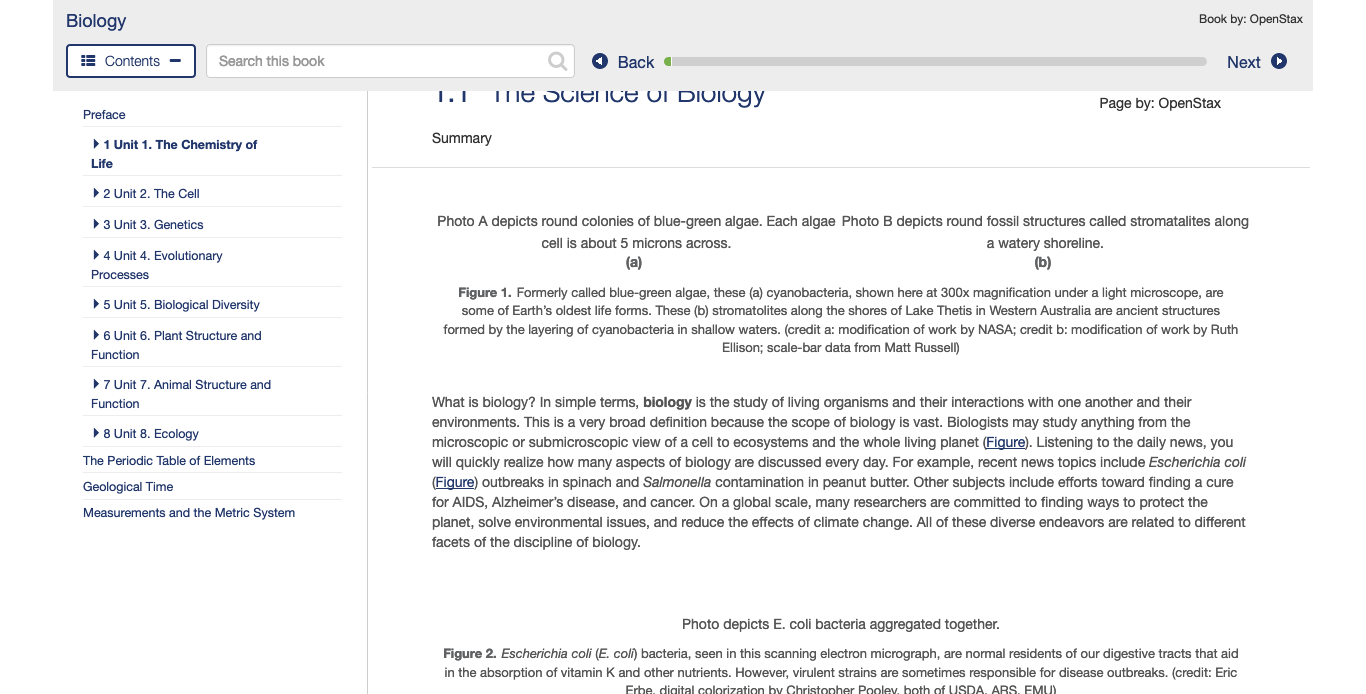 Biology
Book by: OpenStax
Contents
Search this book
Back
Next
Preface
1 Unit 1. The Chemistry of
Life
2 Unit 2. The Cell
3 Unit 3. Genetics
4 Unit 4. Evolutionary
Processes
5 Unit 5. Biological Diversity
6 Unit 6. Plant Structure and
Function
7 Unit 7. Animal Structure and
Function
8 Unit 8. Ecology
The Periodic Table of Elements
Geological Time
Measurements and the Metric System
1.1 The Science of Biology
Page by: OpenStax
Summary
Photo A depicts round colonies of blue-green algae. Each algae
cell is about 5 microns across.
(a)
Photo B depicts round fossil structures called stromatalites along
a watery shoreline.
(b)
Figure 1. Formerly called blue-green algae, these (a) cyanobacteria, shown here at 300x magnification under a light microscope, are
some of Earth’s oldest life forms. These (b) stromatolites along the shores of Lake Thetis in Western Australia are ancient structures
formed by the layering of cyanobacteria in shallow waters. (credit a: modification of work by NASA; credit b: modification of work by Ruth
Ellison; scale-bar data from Matt Russell)
What is biology? In simple terms, biology is the study of living organisms and their interactions with one another and their
environments. This is a very broad definition because the scope of biology is vast. Biologists may study anything from the
microscopic or submicroscopic view of a cell to ecosystems and the whole living planet (Figure). Listening to the daily news, you
will quickly realize how many aspects of biology are discussed every day. For example, recent news topics include Escherichia coli
(Figure) outbreaks in spinach and Salmonella contamination in peanut butter. Other subjects include efforts toward finding a cure
for AIDS, Alzheimer’s disease, and cancer. On a global scale, many researchers are committed to finding ways to protect the
planet, solve environmental issues, and reduce the effects of climate change. All of these diverse endeavors are related to different
facets of the discipline of biology.
Photo depicts E. coli bacteria aggregated together.
Figure 2. Escherichia coli (E. coli) bacteria, seen in this scanning electron micrograph, are normal residents of our digestive tracts that aid
in the absorption of vitamin K and other nutrients. However, virulent strains are sometimes responsible for disease outbreaks. (credit: Eric
Erbe, digital colorization by Christopher Pooley, both of USDA, ARS, EMU)